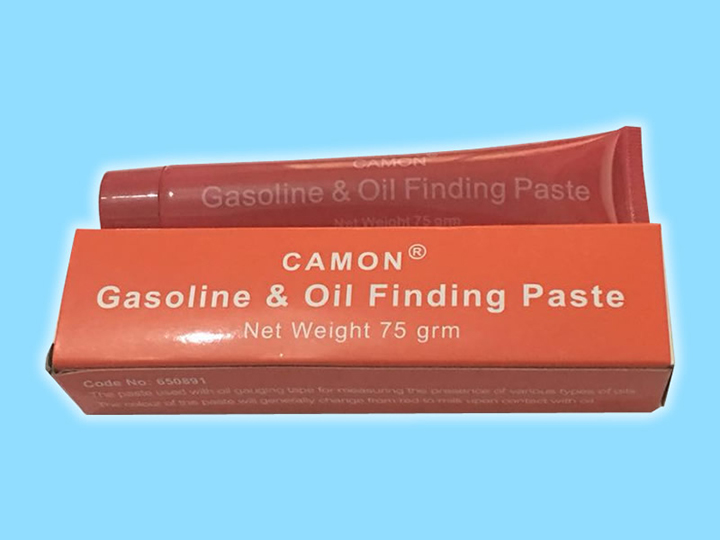 CAMON
Gasoline & Oil Finding Paste
Net Weight 75 grm
CAMON®
Gasoline & Oil Finding Paste
Net Weight 75 grm
Code No 650891
The paste used with oil gauging tape for measuring the presence of various types of oils
The colour of the paste will generally change from red to milk upon contact with oil